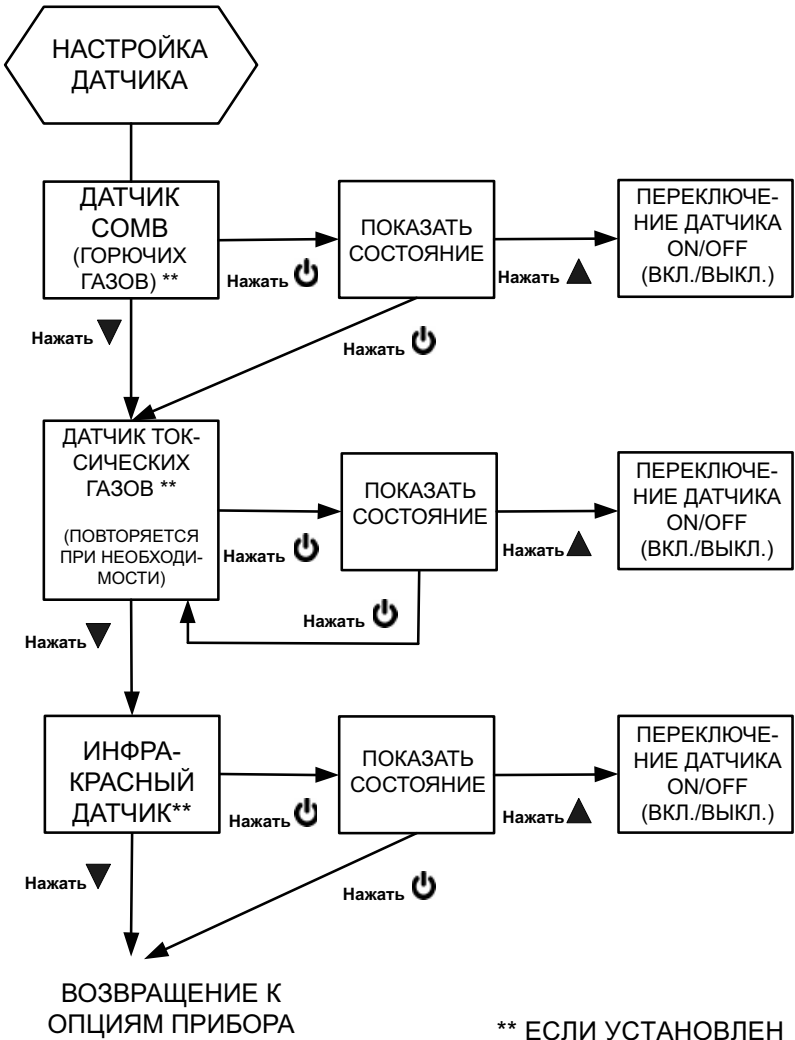 НАСТРОЙКА
ДАТЧИКА
ДАТЧИК
COMB
(ГОРЮЧИХ
ГАЗОВ) **
Нажать
ПОКАЗАТЬ
СОСТОЯНИЕ
Нажать
ПЕРЕКЛЮЧЕ-
НИЕ ДАТЧИКА
ON/OFF
(ВКЛ./ВЫКЛ.)
Нажать
Нажать
ДАТЧИК ТОК-
СИЧЕСКИХ
ГАЗОВ **
(ПОВТОРЯЕТСЯ
ПРИ НЕОБХОДИ-
МОСТИ)
Нажать
ПОКАЗАТЬ
СОСТОЯНИЕ
Нажать
ПЕРЕКЛЮЧЕ-
НИЕ ДАТЧИКА
ON/OFF
(ВКЛ./ВЫКЛ.)
Нажать
Нажать
ИНФРА-
КРАСНЫЙ
ДАТЧИК**
Нажать
ПОКАЗАТЬ
СОСТОЯНИЕ
Нажать
ПЕРЕКЛЮЧЕ-
НИЕ ДАТЧИКА
ON/OFF
(ВКЛ./ВЫКЛ.)
Нажать
Нажать
ВОЗВРАЩЕНИЕ К
ОПЦИЯМ ПРИБОРА
** ЕСЛИ УСТАНОВЛЕН